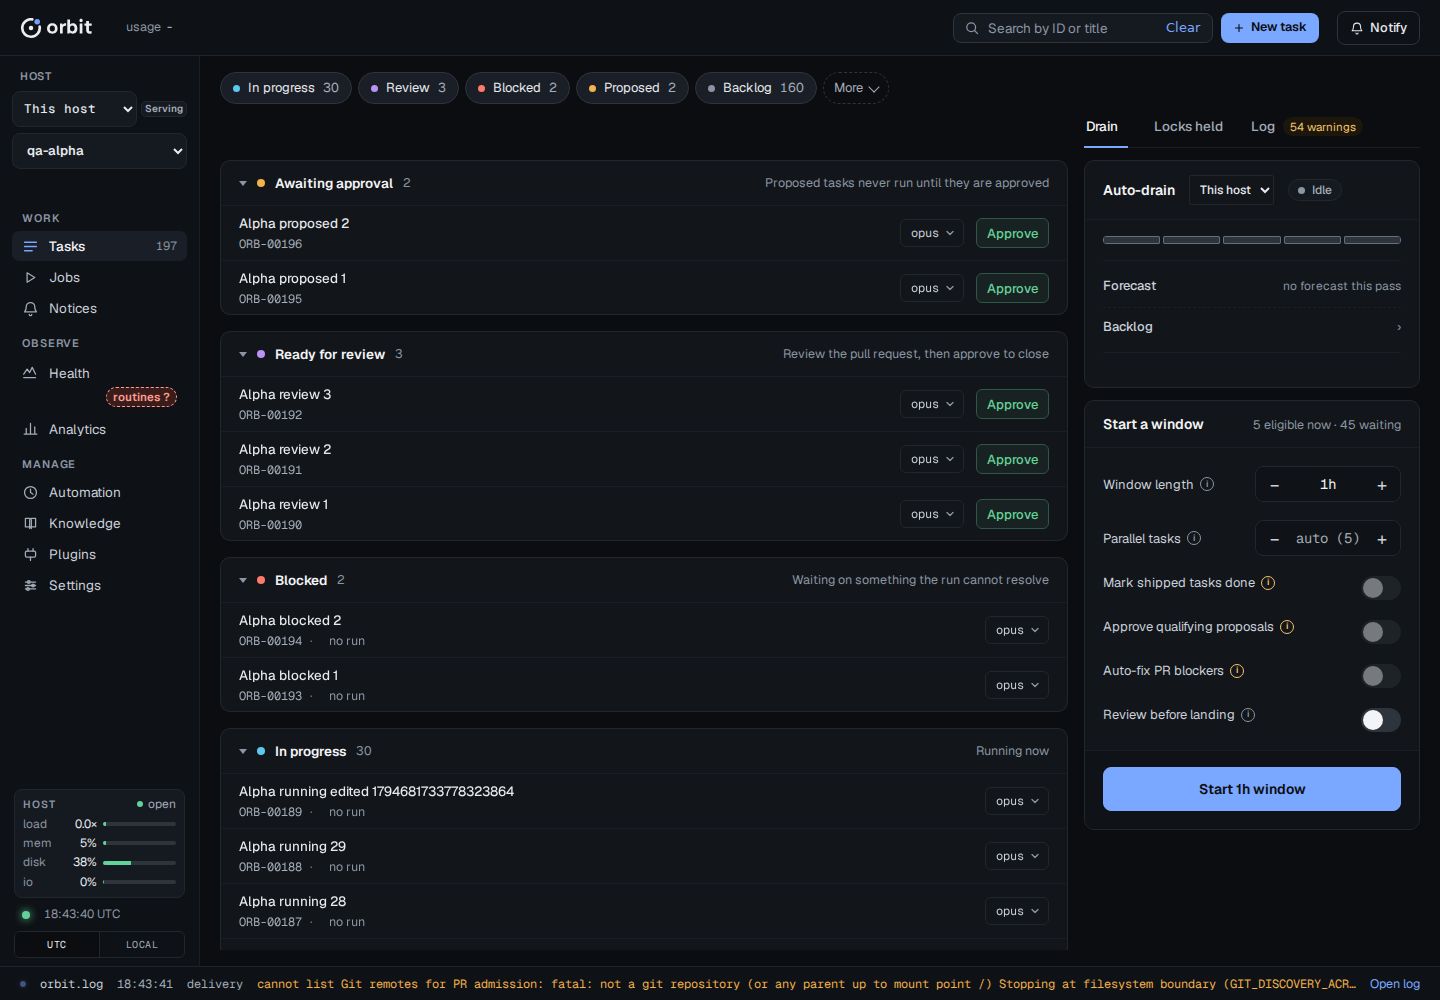 orbit
usage -
Search by ID or title
Clear
+ New task
Notify
HOST
This host
Serving
qa-alpha
WORK
Tasks 197
Jobs
Notices
OBSERVE
Health
routines ?
Analytics
MANAGE
Automation
Knowledge
Plugins
Settings
HOST open
load 0.0×
mem 5%
disk 38%
io 0%
18:43:40 UTC
UTC LOCAL
In progress 30
Review 3
Blocked 2
Proposed 2
Backlog 160
More
Awaiting approval 2 Proposed tasks never run until they are approved
Alpha proposed 2
ORB-00196
opus Approve
Alpha proposed 1
ORB-00195
opus Approve
Ready for review 3 Review the pull request, then approve to close
Alpha review 3
ORB-00192
opus Approve
Alpha review 2
ORB-00191
opus Approve
Alpha review 1
ORB-00190
opus Approve
Blocked 2 Waiting on something the run cannot resolve
Alpha blocked 2
ORB-00194 · no run
opus
Alpha blocked 1
ORB-00193 · no run
opus
In progress 30 Running now
Alpha running edited 1794681733778323864
ORB-00189 · no run
opus
Alpha running 29
ORB-00188 · no run
opus
Alpha running 28
ORB-00187 · no run
opus
Drain Locks held Log 54 warnings
Auto-drain This host Idle
Forecast no forecast this pass
Backlog ›
Start a window 5 eligible now · 45 waiting
Window length − 1h +
Parallel tasks − auto (5) +
Mark shipped tasks done
Approve qualifying proposals
Auto-fix PR blockers
Review before landing
Start 1h window
orbit.log 18:43:41 delivery cannot list Git remotes for PR admission: fatal: not a git repository (or any parent up to mount point /) Stopping at filesystem boundary (GIT_DISCOVERY_ACR… Open log